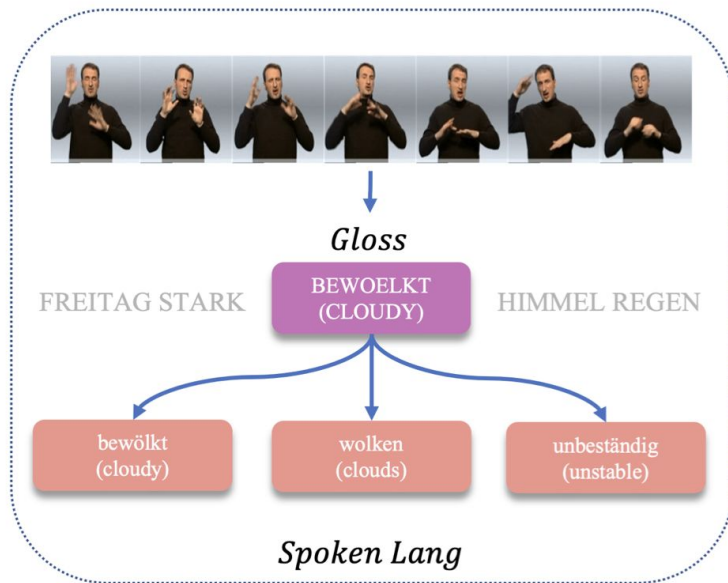 Gloss
FREITAG STARK
BEWOELKT
(CLOUDY)
HIMMEL REGEN
bewölkt
(cloudy)
wolken
(clouds)
unbeständig
(unstable)
Spoken Lang